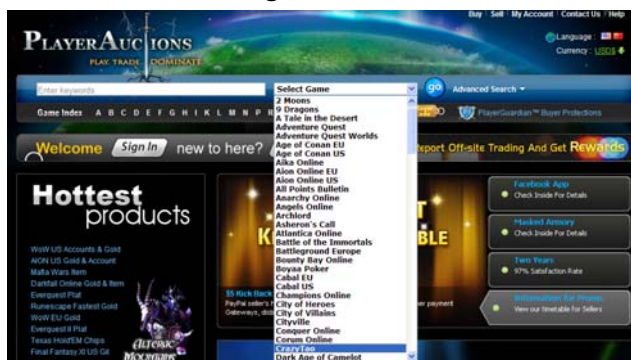 Buy Sell My Account Contact Us Help
PLAYERAUCTIONS
PLAY TRADE DOMINATE
Language:
Currency: USD$
Enter keywords
Select Game
go
Advanced Search
Game Index A B C D E F G H I K L M N P R
PlayerGuardian™ Buyer Protections
Welcome Sign In new to here?
Report Off-site Trading And Get Rewards
2 Moons
9 Dragons
A Tale in the Desert
Adventure Quest
Adventure Quest Worlds
Age of Conan EU
Age of Conan US
Aika Online
Aion Online EU
Aion Online US
All Points Bulletin
Anarchy Online
Angels Online
Archlord
Asheron's Call
Atlantica Online
Battle of the Immortals
Battleground Europe
Bounty Bay Online
Boyaa Poker
Cabal EU
Cabal US
Champions Online
City of Heroes
City of Villains
Cityville
Conquer Online
Corum Online
CrazyTao
Dark Age of Camelot
Hottest
products
WoW US Accounts & Gold
AION US Gold & Account
Mafia Wars Item
Darkfall Online Gold & Item
Everquest Plat
Runescape Fastest Gold
WoW EU Gold
Everquest II Plat
Texas Hold'EM Chips
Final Fantasy XI US Gil
ALTERAC
MOUNTAINS
$5 Kick Back
PayPal seller's
Gateways,
payment
Facebook App
Check Inside For Details
Masked Armory
Check Inside For Details
Two Years
97% Satisfaction Rate
Information for Promo
View our timetable for Sellers